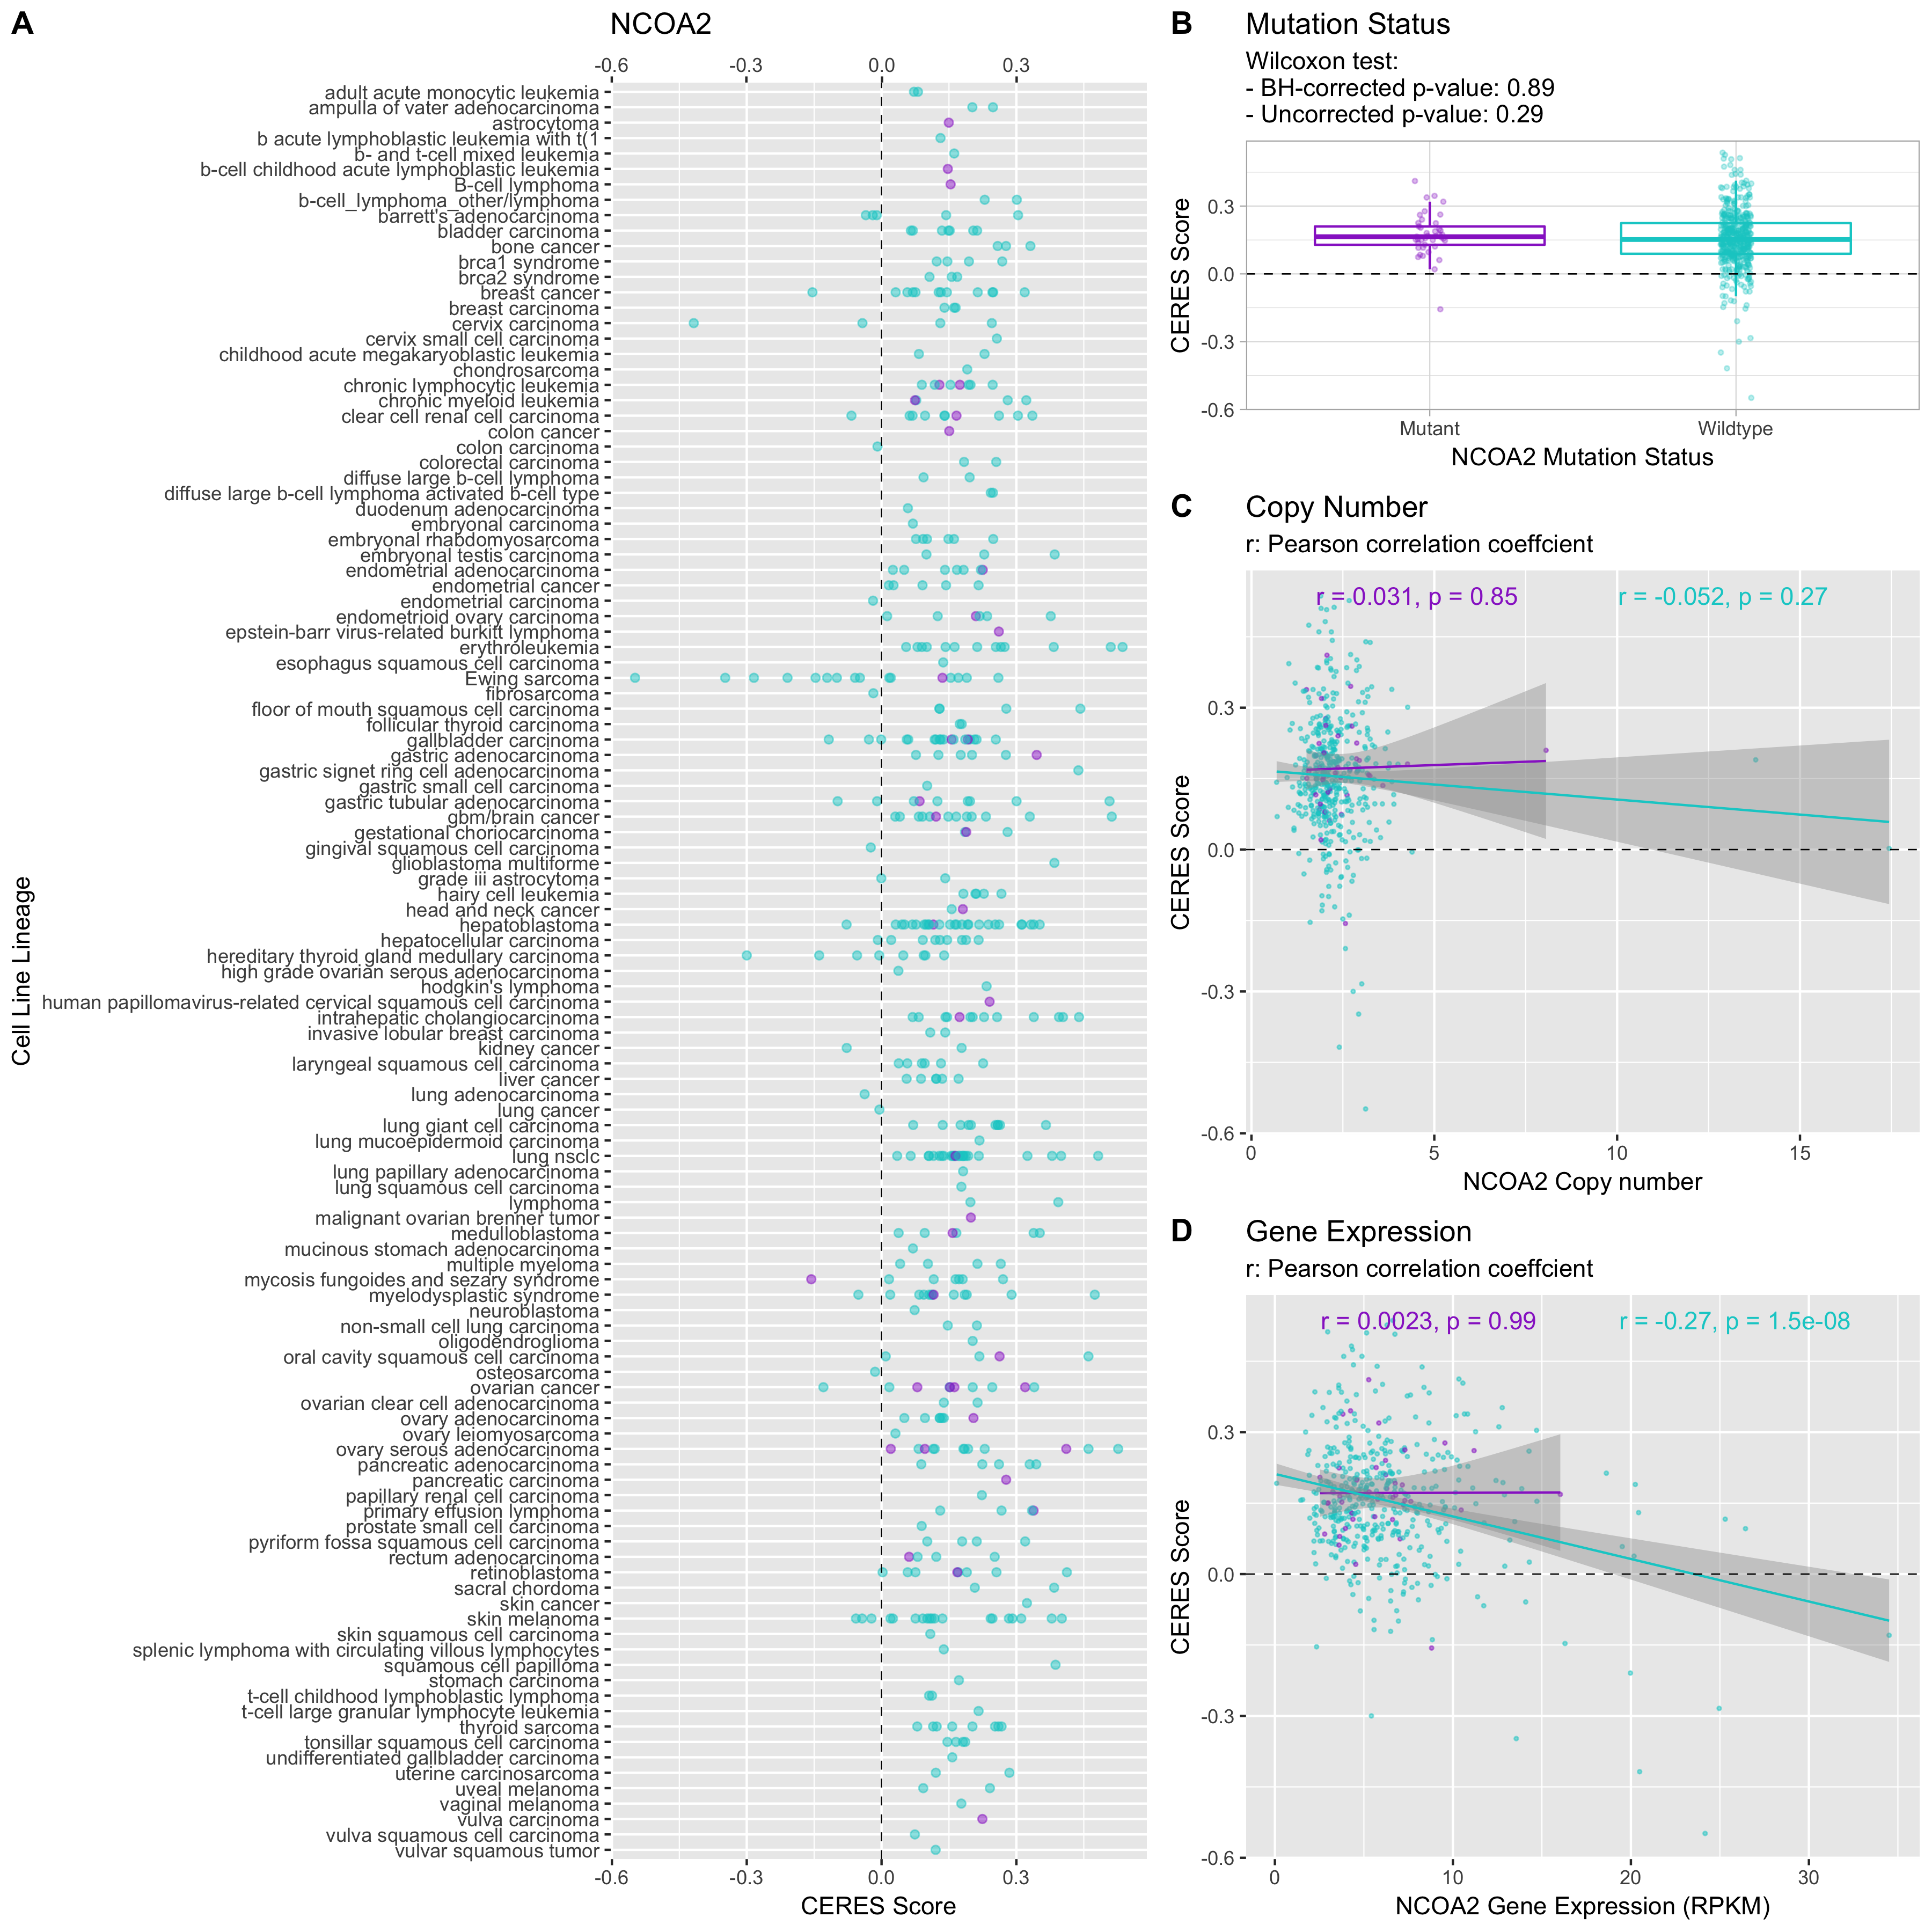 A
NCOA2
-0.6 -0.3 0.0 0.3
adult acute monocytic leukemia
ampulla of vater adenocarcinoma
astrocytoma
b acute lymphoblastic leukemia with t(1
b- and t-cell mixed leukemia
b-cell childhood acute lymphoblastic leukemia
B-cell lymphoma
b-cell_lymphoma_other/lymphoma
barrett's adenocarcinoma
bladder carcinoma
bone cancer
brca1 syndrome
brca2 syndrome
breast cancer
breast carcinoma
cervix carcinoma
cervix small cell carcinoma
childhood acute megakaryoblastic leukemia
chondrosarcoma
chronic lymphocytic leukemia
chronic myeloid leukemia
clear cell renal cell carcinoma
colon cancer
colon carcinoma
colorectal carcinoma
diffuse large b-cell lymphoma
diffuse large b-cell lymphoma activated b-cell type
duodenum adenocarcinoma
embryonal carcinoma
embryonal rhabdomyosarcoma
embryonal testis carcinoma
endometrial adenocarcinoma
endometrial cancer
endometrial carcinoma
endometrioid ovary carcinoma
epstein-barr virus-related burkitt lymphoma
erythroleukemia
esophagus squamous cell carcinoma
Ewing sarcoma
fibrosarcoma
floor of mouth squamous cell carcinoma
follicular thyroid carcinoma
gallbladder carcinoma
gastric adenocarcinoma
gastric signet ring cell adenocarcinoma
gastric small cell carcinoma
gastric tubular adenocarcinoma
gbm/brain cancer
gestational choriocarcinoma
gingival squamous cell carcinoma
glioblastoma multiforme
grade iii astrocytoma
hairy cell leukemia
head and neck cancer
hepatoblastoma
hepatocellular carcinoma
hereditary thyroid gland medullary carcinoma
high grade ovarian serous adenocarcinoma
hodgkin's lymphoma
human papillomavirus-related cervical squamous cell carcinoma
intrahepatic cholangiocarcinoma
invasive lobular breast carcinoma
kidney cancer
laryngeal squamous cell carcinoma
liver cancer
lung adenocarcinoma
lung cancer
lung giant cell carcinoma
lung mucoepidermoid carcinoma
lung nsclc
lung papillary adenocarcinoma
lung squamous cell carcinoma
lymphoma
malignant ovarian brenner tumor
medulloblastoma
mucinous stomach adenocarcinoma
multiple myeloma
mycosis fungoides and sezary syndrome
myelodysplastic syndrome
neuroblastoma
non-small cell lung carcinoma
oligodendroglioma
oral cavity squamous cell carcinoma
osteosarcoma
ovarian cancer
ovarian clear cell adenocarcinoma
ovary adenocarcinoma
ovary leiomyosarcoma
ovary serous adenocarcinoma
pancreatic adenocarcinoma
pancreatic carcinoma
papillary renal cell carcinoma
primary effusion lymphoma
prostate small cell carcinoma
pyriform fossa squamous cell carcinoma
rectum adenocarcinoma
retinoblastoma
sacral chordoma
skin cancer
skin melanoma
skin squamous cell carcinoma
splenic lymphoma with circulating villous lymphocytes
squamous cell papilloma
stomach carcinoma
t-cell childhood lymphoblastic lymphoma
t-cell large granular lymphocyte leukemia
thyroid sarcoma
tonsillar squamous cell carcinoma
undifferentiated gallbladder carcinoma
uterine carcinosarcoma
uveal melanoma
vaginal melanoma
vulva carcinoma
vulva squamous cell carcinoma
vulvar squamous tumor
-0.6 -0.3 0.0 0.3
CERES Score
Cell Line Lineage
B
Mutation Status
Wilcoxon test:
- BH-corrected p-value: 0.89
- Uncorrected p-value: 0.29
0.3
0.0
-0.3
-0.6
CERES Score
Mutant Wildtype
NCOA2 Mutation Status
C
Copy Number
r: Pearson correlation coeffcient
r = 0.031, p = 0.85 r = -0.052, p = 0.27
0.3
0.0
-0.3
-0.6
CERES Score
0 5 10 15
NCOA2 Copy number
D
Gene Expression
r: Pearson correlation coeffcient
r = 0.0023, p = 0.99 r = -0.27, p = 1.5e-08
0.3
0.0
-0.3
-0.6
CERES Score
0 10 20 30
NCOA2 Gene Expression (RPKM)